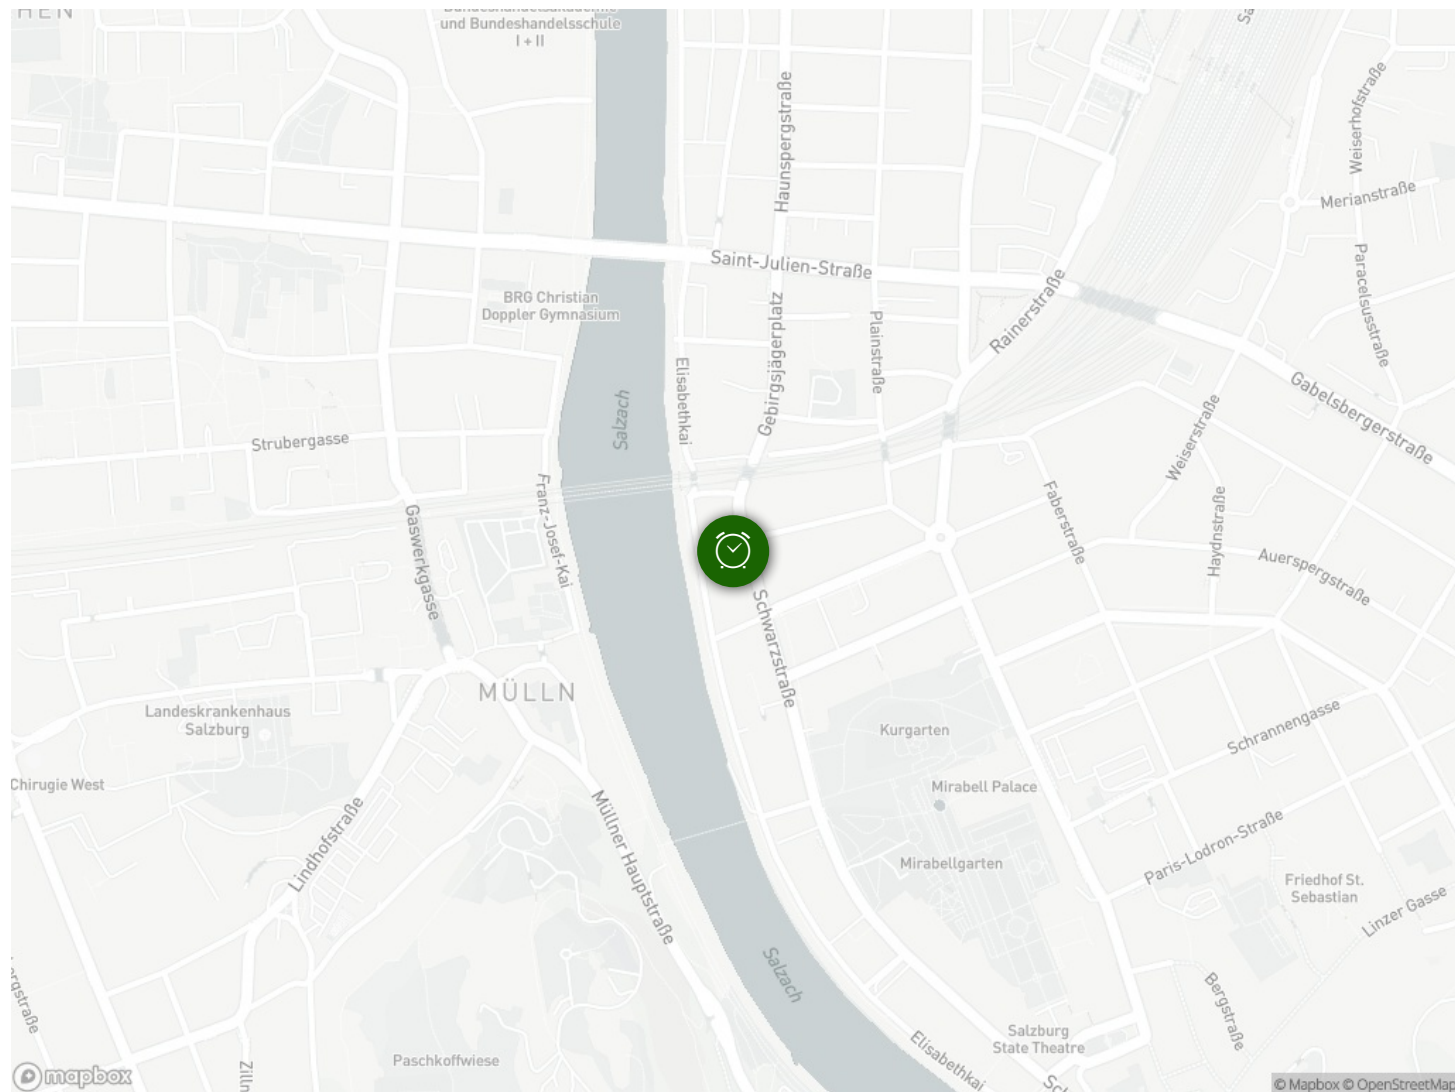 HEN
und Bundeshandelsschule
I + II
Haunspergstraße
Weiserhofstraße
Merianstraße
Saint-Julien-Straße
Paracelsusstraße
BRG Christian
Doppler Gymnasium
Rainerstraße
Gebirgsjägerplatz
Plainstraße
Elisabethkai
Salzach
Gabelsbergerstraße
Strubergasse
Weiserstraße
Franz-Josef-Kai
Faberstraße
Haydnstraße
Gaswerkgasse
Auerspergstraße
Schwarzstraße
MÜLLN
Landeskrankenhaus
Salzburg
Kurgarten
Schrannengasse
Chirugie West
Mirabell Palace
Lindhofstraße
Müllner Hauptstraße
Paris-Lodron-Straße
Mirabellgarten
Friedhof St.
Sebastian
Linzer Gasse
Salzach
Bergstraße
Salzburg
State Theatre
Elisabethkai
Paschkoffwiese
mapbox
© Mapbox © OpenStreetMap